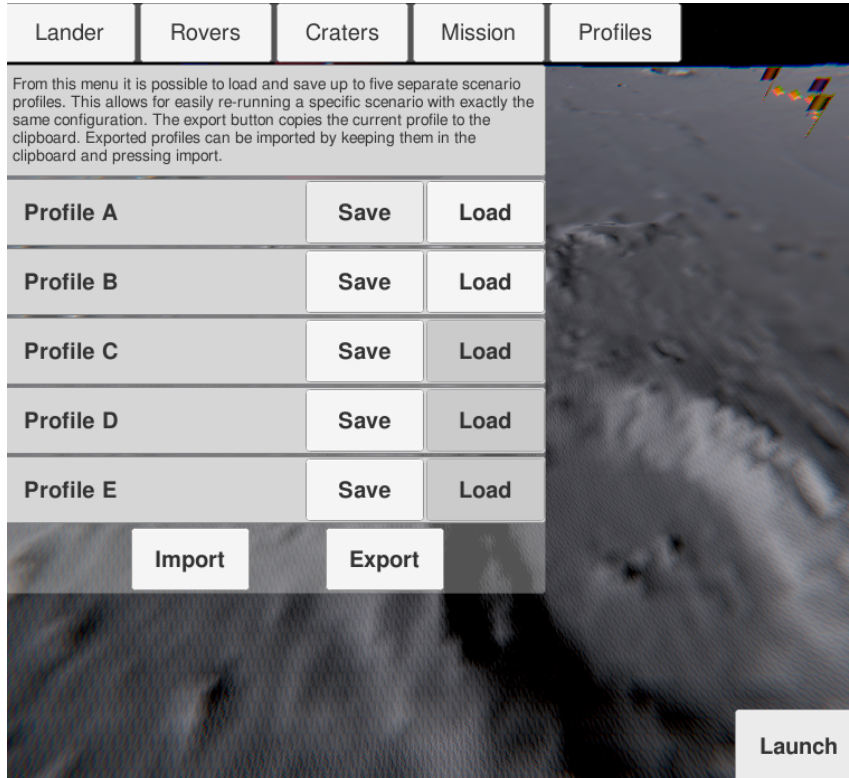 Lander Rovers Craters Mission Profiles
From this menu it is possible to load and save up to five separate scenario
profiles. This allows for easily re-running a specific scenario with exactly the
same configuration. The export button copies the current profile to the
clipboard. Exported profiles can be imported by keeping them in the
clipboard and pressing import.
Profile A Save Load
Profile B Save Load
Profile C Save Load
Profile D Save Load
Profile E Save Load
Import Export
Launch